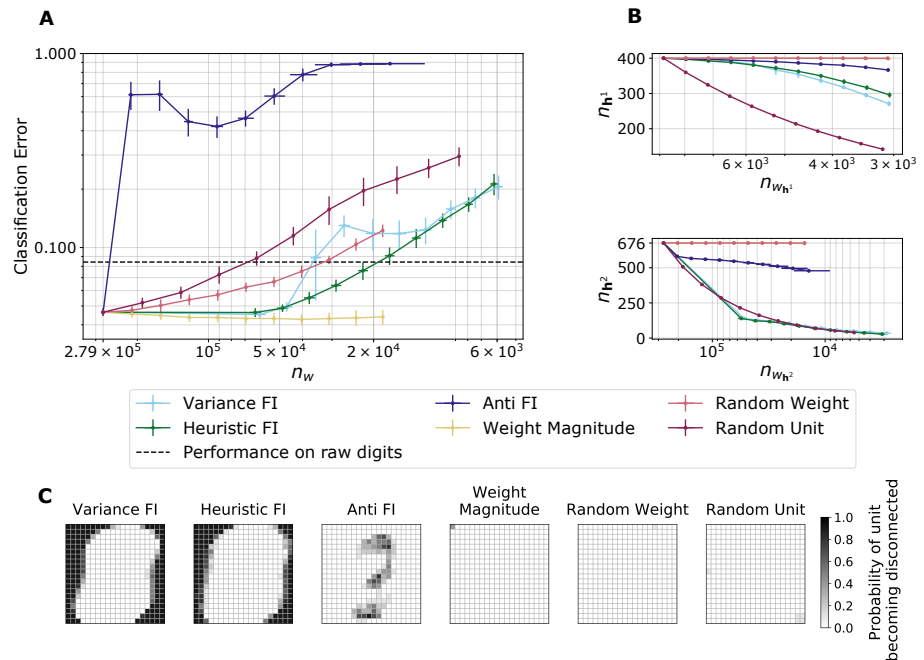 A
B
1.000
0.100
Classification Error
2.79 × 10⁵
10⁵
5 × 10⁴
2 × 10⁴
6 × 10³
n_w
400
300
200
n_h¹
6 × 10³
4 × 10³
3 × 10³
n_w_h¹
676
500
250
0
n_h²
10⁵
10⁴
n_w_h²
Variance FI
Anti FI
Random Weight
Heuristic FI
Weight Magnitude
Random Unit
Performance on raw digits
C
Variance FI
Heuristic FI
Anti FI
Weight
Magnitude
Random Weight
Random Unit
1.0
0.8
0.6
0.4
0.2
0.0
Probability of unit
becoming disconnected